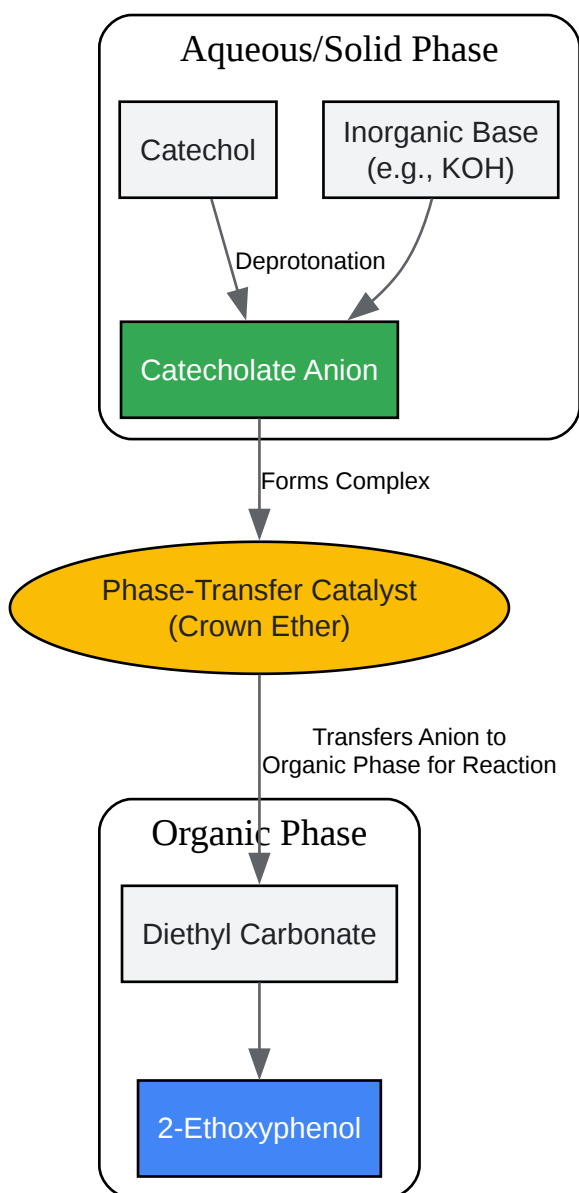 Aqueous/Solid Phase
Catechol
Inorganic Base
(e.g., KOH)
Deprotonation
Catecholate Anion
Forms Complex
Phase-Transfer Catalyst
(Crown Ether)
Transfers Anion to
Organic Phase for Reaction
Organic Phase
Diethyl Carbonate
2-Ethoxyphenol